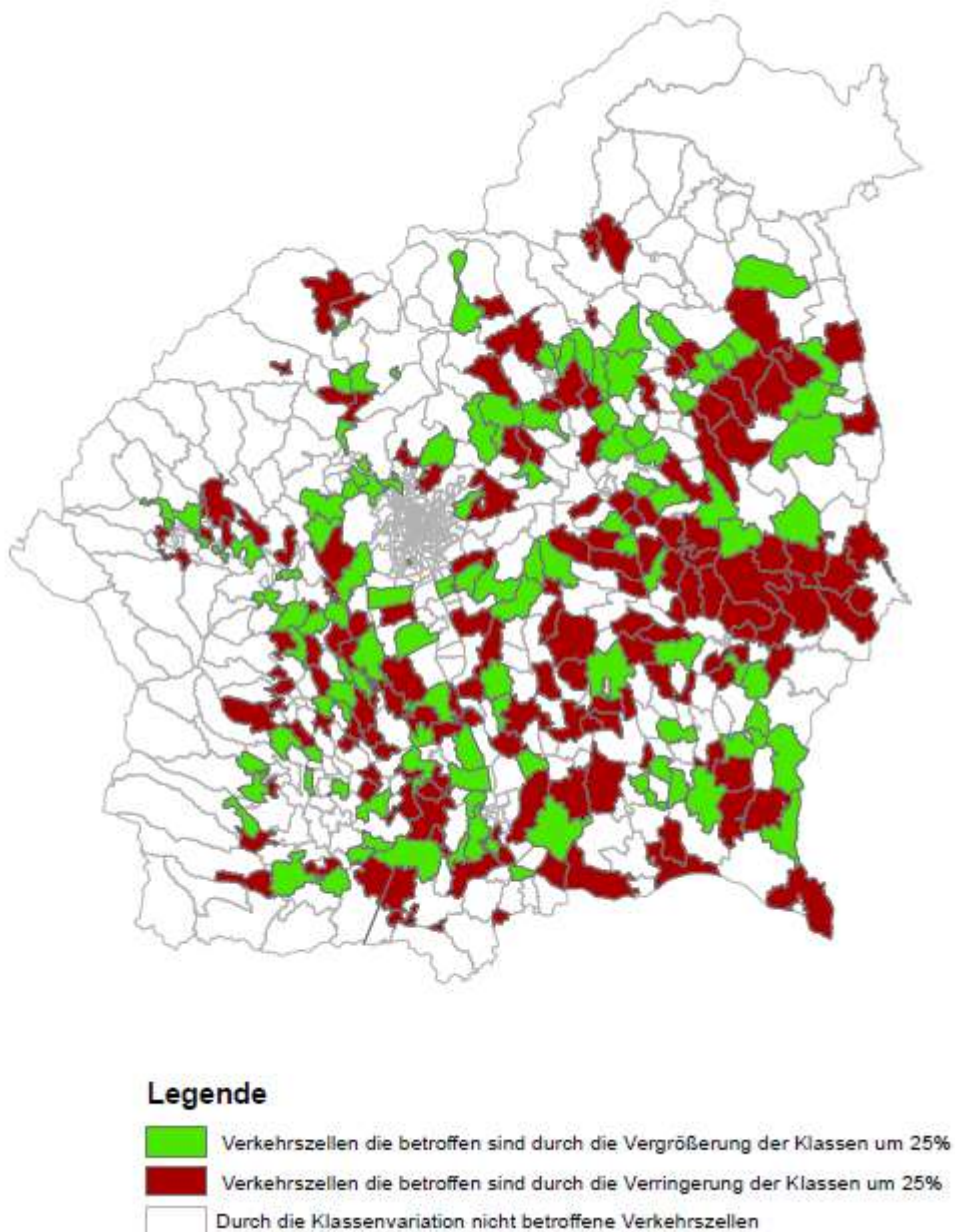 Legende
Verkehrszellen die betroffen sind durch die Vergrößerung der Klassen um 25%
Verkehrszellen die betroffen sind durch die Verringerung der Klassen um 25%
Durch die Klassenvariation nicht betroffene Verkehrszellen